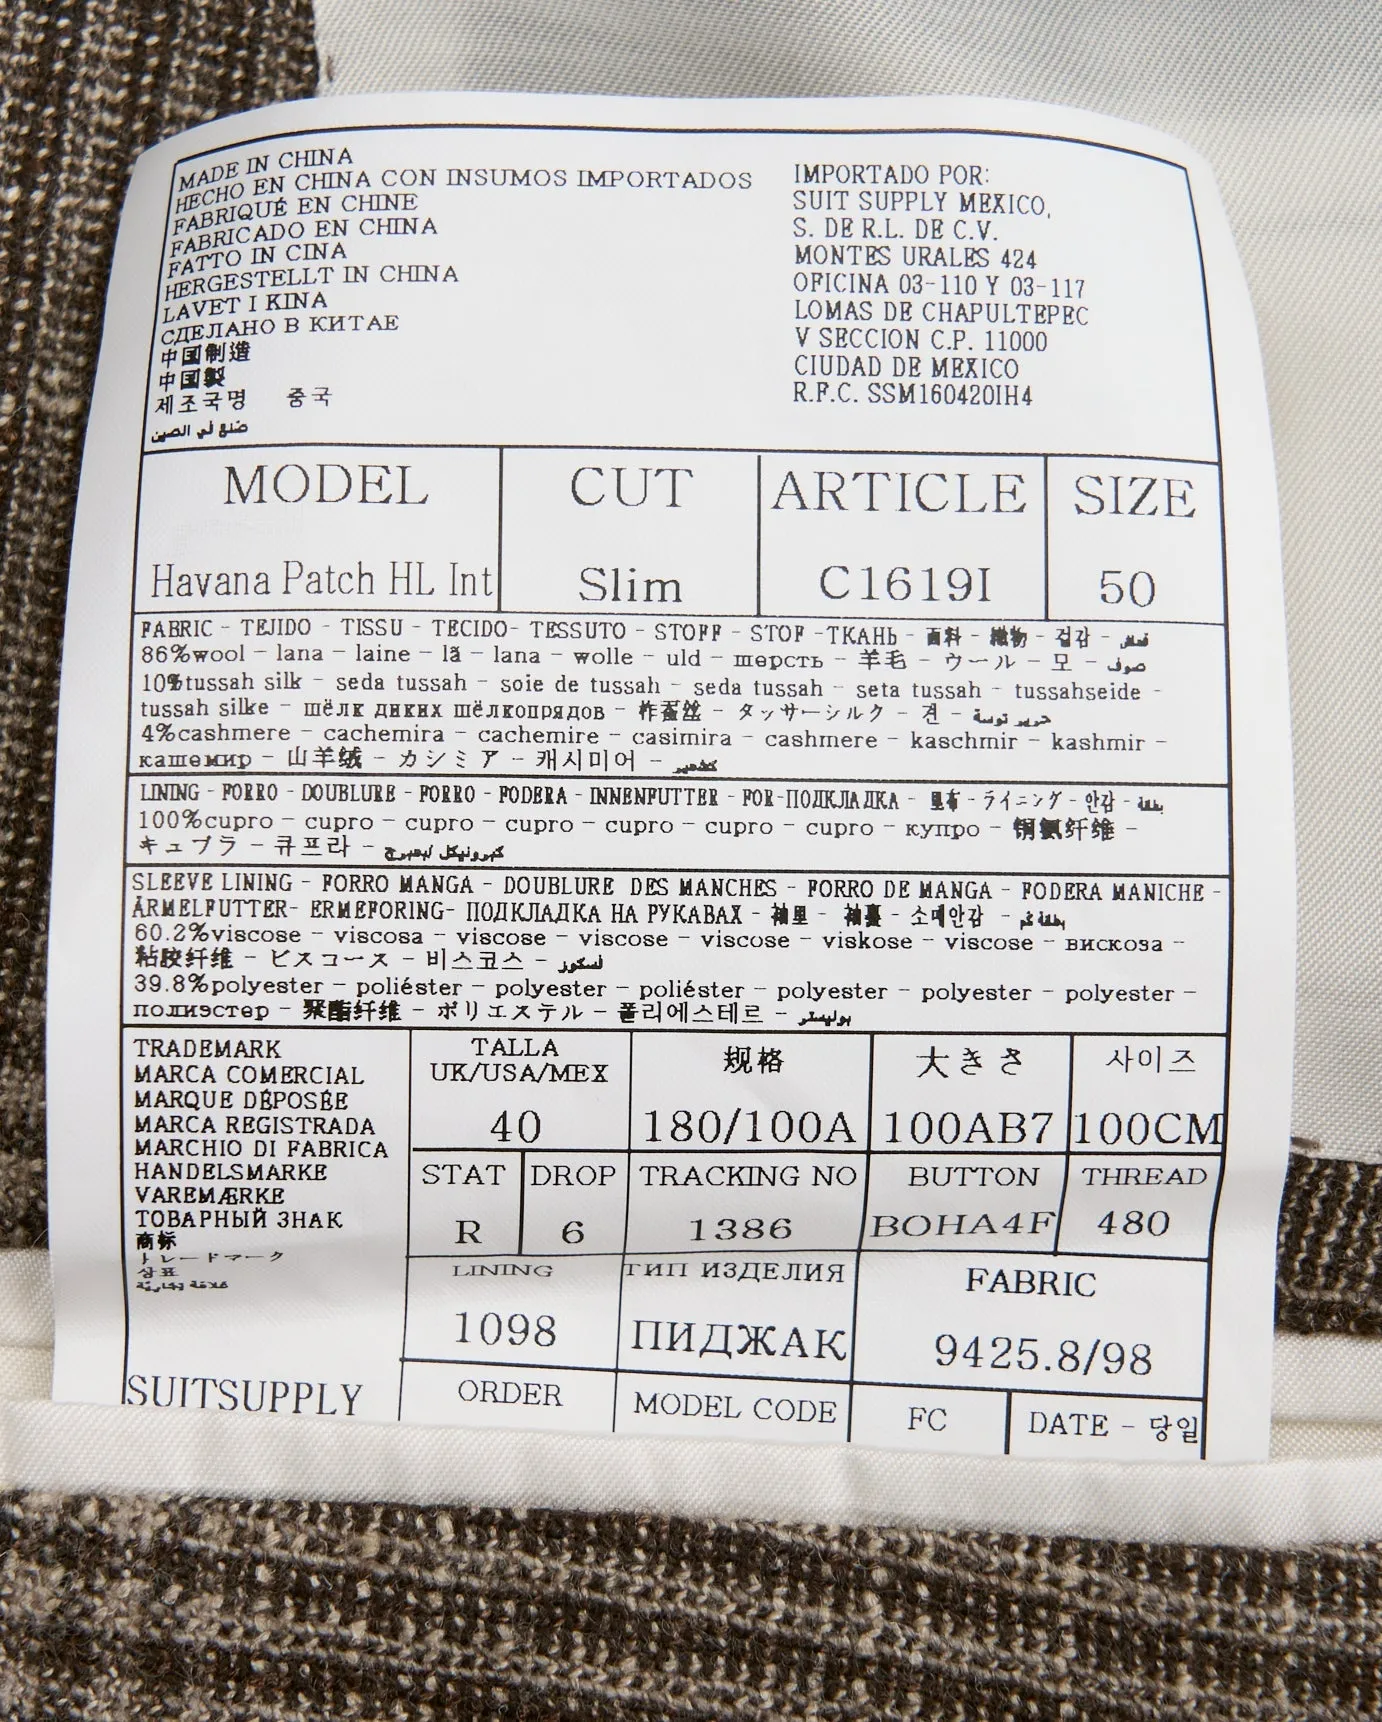 MADE IN CHINA
HECHO EN CHINA CON INSUMOS IMPORTADOS
FABRIQUÉ EN CHINE
FABRICADO EN CHINA
FATTO IN CINA
HERGESTELLT IN CHINA
LAVET I KINA
СДЕЛАНО В КИТАЕ
中国制造
中国製
제조국명 중국
صنع في الصين
IMPORTADO POR:
SUIT SUPPLY MEXICO,
S. DE R.L. DE C.V.
MONTES URALES 424
OFICINA 03-110 Y 03-117
LOMAS DE CHAPULTEPEC
V SECCION C.P. 11000
CIUDAD DE MEXICO
R.F.C. SSM160420IH4
MODEL CUT ARTICLE SIZE
Havana Patch HL Int Slim C1619I 50
FABRIC - TEJIDO - TISSU - TECIDO- TESSUTO - STOFF - STOF -ТКАНЬ - 面料 - 織物 - 겉감 - قماش
86%wool - lana - laine - lã - lana - wolle - uld - шерсть - 羊毛 - ウール - 모 - صوف
10%tussah silk - seda tussah - soie de tussah - seda tussah - seta tussah - tussahseide -
tussah silke - шёлк диких шёлкопрядов - 柞蚕丝 - タッサーシルク - 견 - حرير توسة
4%cashmere - cachemira - cachemire - casimira - cashmere - kaschmir - kashmir -
кашемир - 山羊绒 - カシミア - 캐시미어 - كشمير
LINING - FORRO - DOUBLURE - FORRO - FODERA - INNENFUTTER - FOR-ПОДКЛАДКА - 里布 - ライニング - 안감 - بطانة
100%cupro - cupro - cupro - cupro - cupro - cupro - cupro - купро - 铜氨纤维 -
キュプラ - 큐프라 -
SLEEVE LINING - FORRO MANGA - DOUBLURE DES MANCHES - FORRO DE MANGA - FODERA MANICHE -
ÄRMELFUTTER- ERMEFORING- ПОДКЛАДКА НА РУКАВАХ - 袖里 - 袖裏 - 소매안감 - بطانة كم
60.2%viscose - viscosa - viscose - viscose - viscose - viskose - viscose - вискоза -
粘胶纤维 - ビスコース - 비스코스 -
39.8%polyester - poliéster - polyester - poliéster - polyester - polyester - polyester -
полиэстер - 聚酯纤维 - ポリエステル - 폴리에스테르 - بوليستر
TRADEMARK
MARCA COMERCIAL
MARQUE DÉPOSÉE
MARCA REGISTRADA
MARCHIO DI FABRICA
HANDELSMARKE
VAREMÆRKE
ТОВАРНЫЙ ЗНАК
商标
トレードマーク
상표
SUITSUPPLY
TALLA 规格 大きさ 사이즈
UK/USA/MEX
40 180/100A 100AB7 100CM
STAT DROP TRACKING NO BUTTON THREAD
R 6 1386 BOHA4F 480
LINING ТИП ИЗДЕЛИЯ FABRIC
1098 ПИДЖАК 9425.8/98
ORDER MODEL CODE FC DATE - 당일